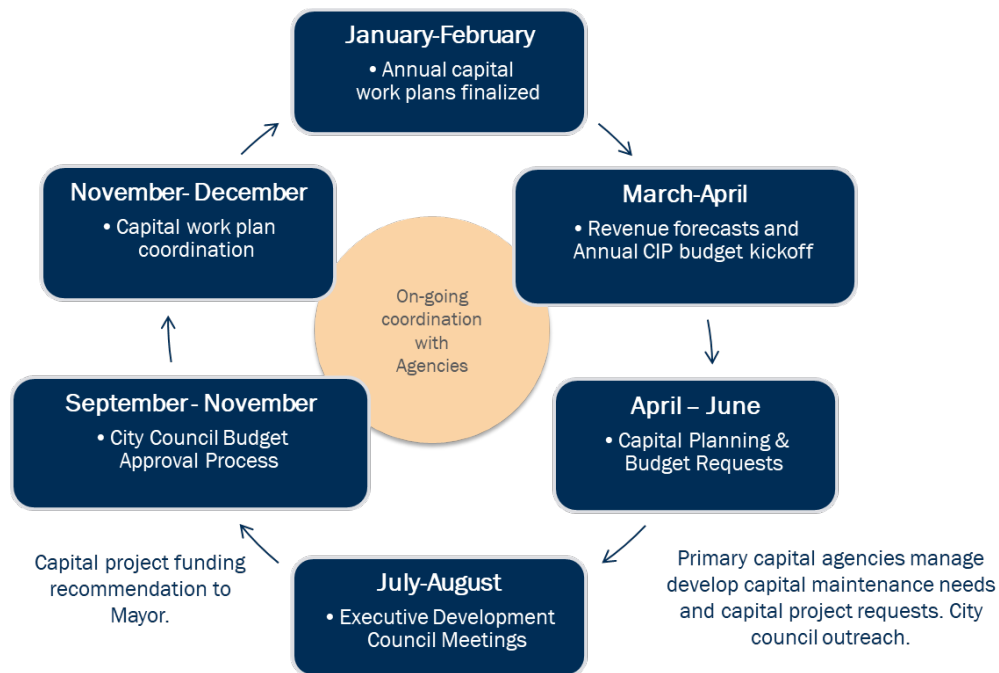 January-February
• Annual capital
work plans finalized
March-April
• Revenue forecasts and
Annual CIP budget kickoff
April – June
• Capital Planning &
Budget Requests
Primary capital agencies manage
develop capital maintenance needs
and capital project requests. City
council outreach.
July-August
• Executive Development
Council Meetings
Capital project funding
recommendation to
Mayor.
September - November
• City Council Budget
Approval Process
November- December
• Capital work plan
coordination
On-going
coordination
with
Agencies